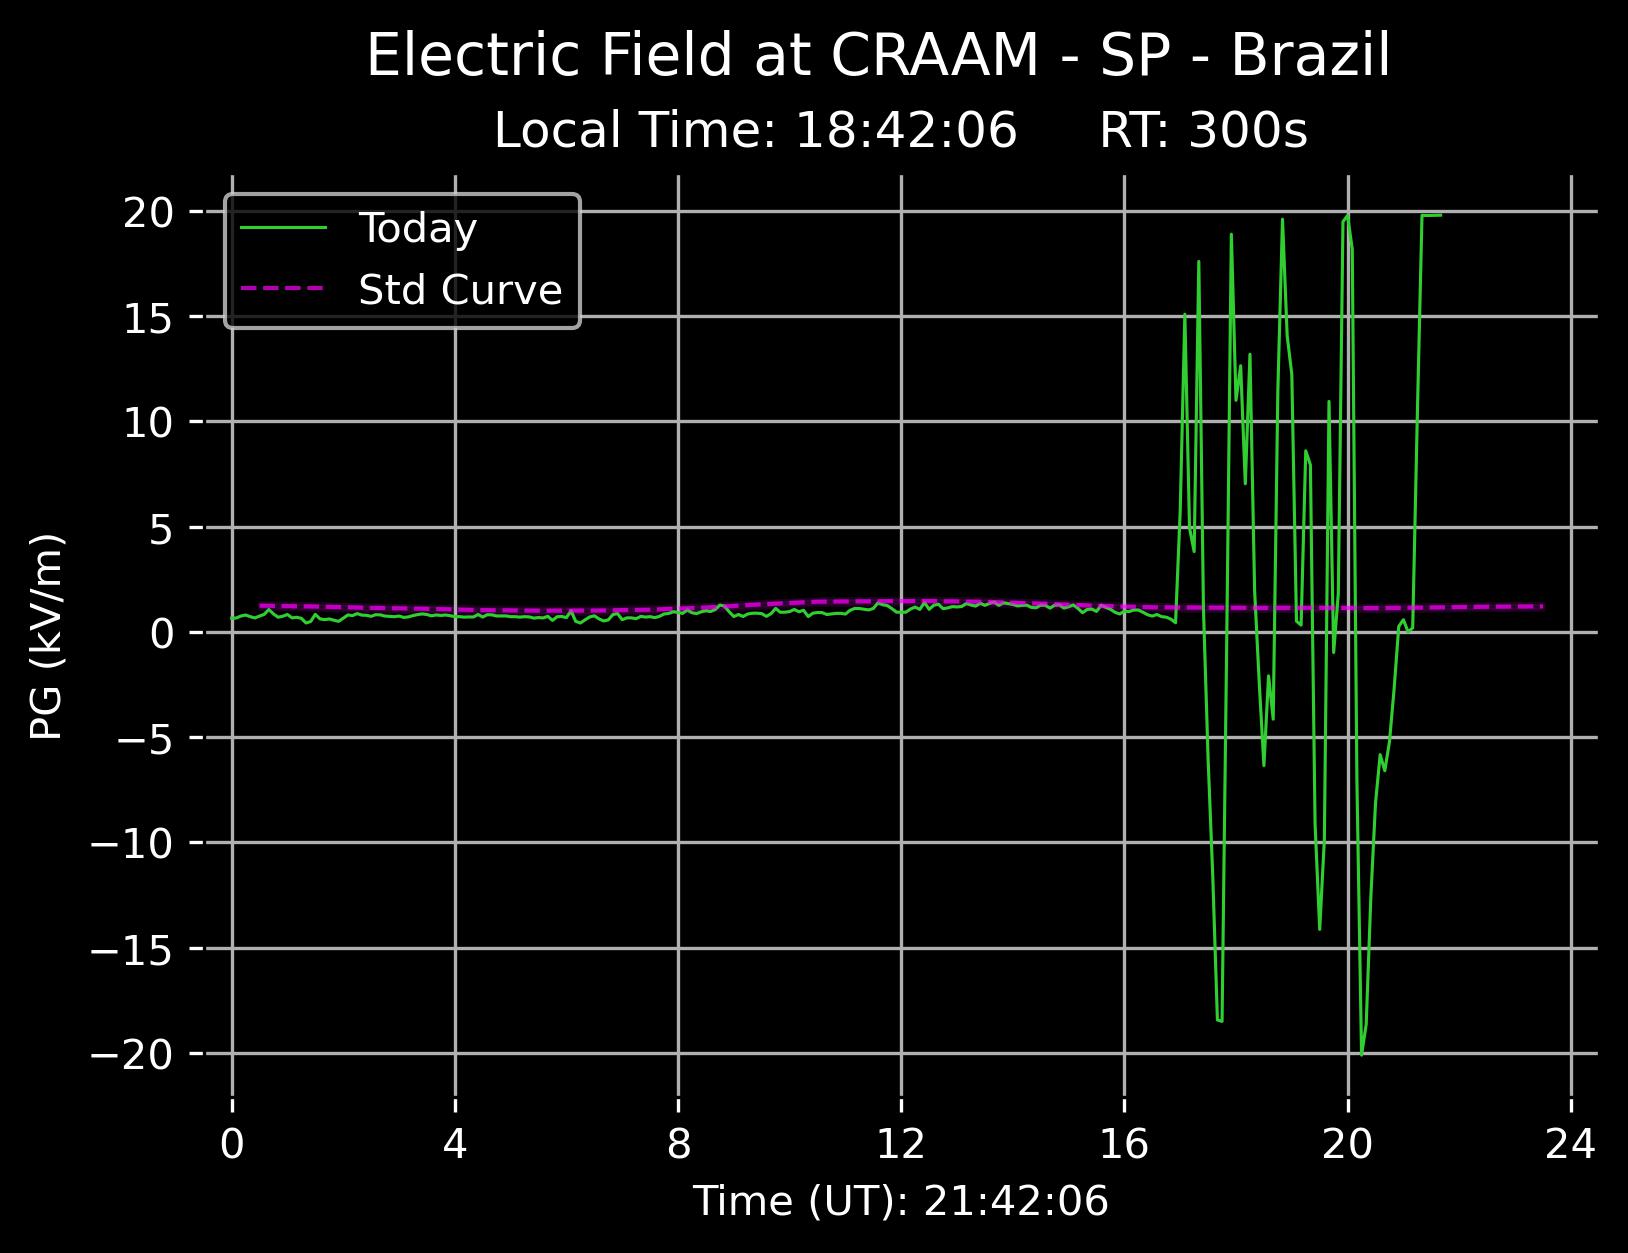 Electric Field at CRAAM - SP - Brazil
Local Time: 18:42:06 RT: 300s
Today
Std Curve
20
15
10
5
0
−5
−10
−15
−20
PG (kV/m)
0 4 8 12 16 20 24
Time (UT): 21:42:06